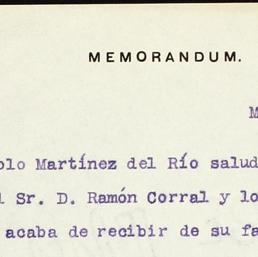 MEMORANDUM.
M
blo Martínez del Río salud
l Sr. D. Ramón Corral y lo
acaba de recibir de su fa